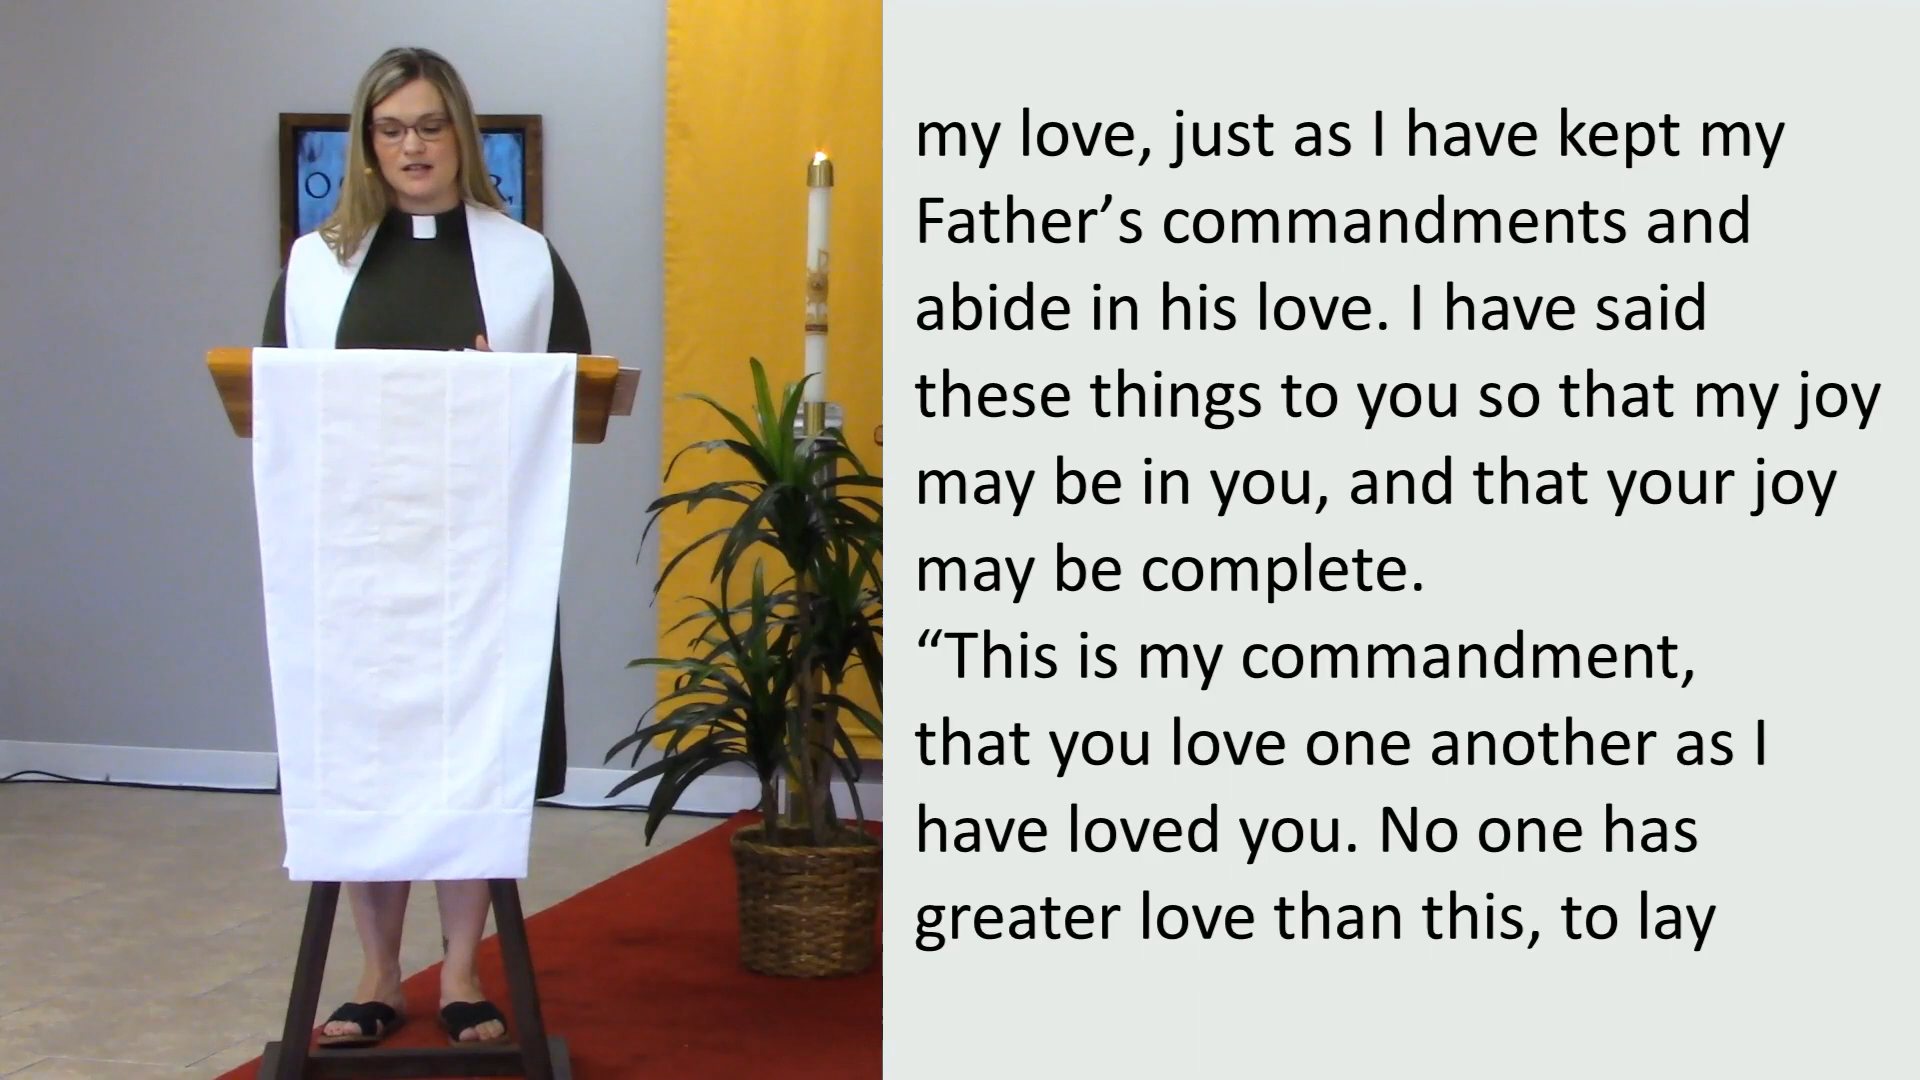 my love, just as I have kept my
Father’s commandments and
abide in his love. I have said
these things to you so that my joy
may be in you, and that your joy
may be complete.
“This is my commandment,
that you love one another as I
have loved you. No one has
greater love than this, to lay